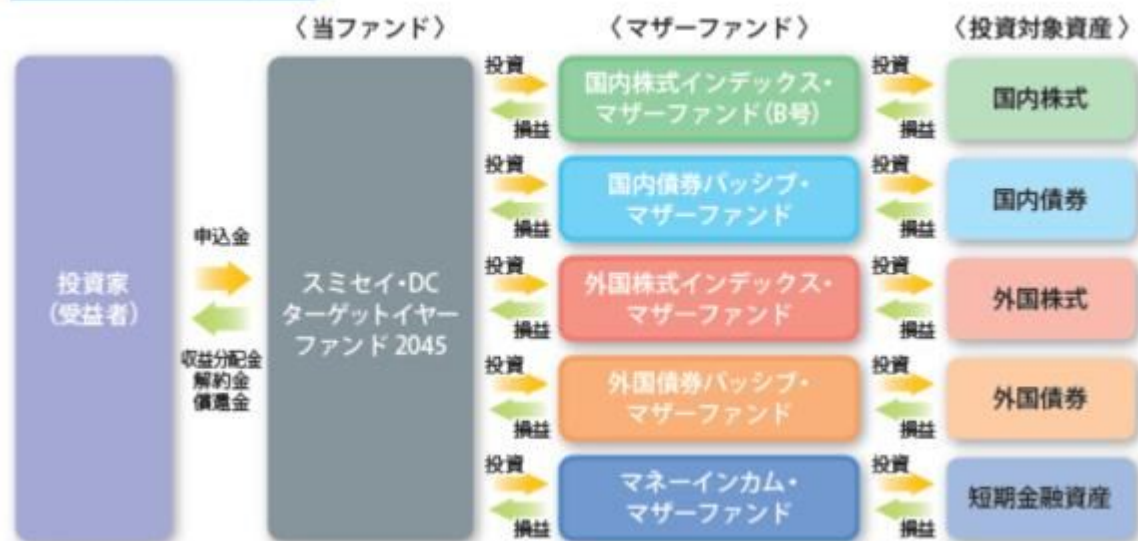 〈当ファンド〉
〈マザーファンド〉
〈投資対象資産〉
投資家
(受益者)
申込金
収益分配金
解約金
償還金
スミセイ・DC
ターゲットイヤー
ファンド 2045
投資
損益
国内株式インデックス・
マザーファンド(B号)
投資
損益
国内株式
投資
損益
国内債券パッシブ・
マザーファンド
投資
損益
国内債券
投資
損益
外国株式インデックス・
マザーファンド
投資
損益
外国株式
投資
損益
外国債券パッシブ・
マザーファンド
投資
損益
外国債券
投資
損益
マネーインカム・
マザーファンド
投資
損益
短期金融資産